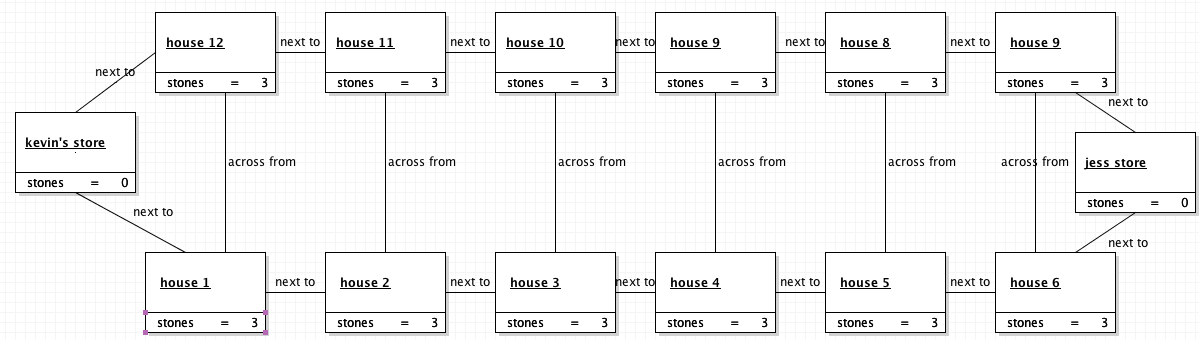 house 12 next to house 11 next to house 10 next to house 9 next to house 8 next to house 9
stones = 3 stones = 3 stones = 3 stones = 3 stones = 3 stones = 3
next to next to
kevin's store
stones = 0
across from across from across from across from across from across from
jess store
stones = 0
next to next to
house 1 next to house 2 next to house 3 next to house 4 next to house 5 next to house 6
stones = 3 stones = 3 stones = 3 stones = 3 stones = 3 stones = 3